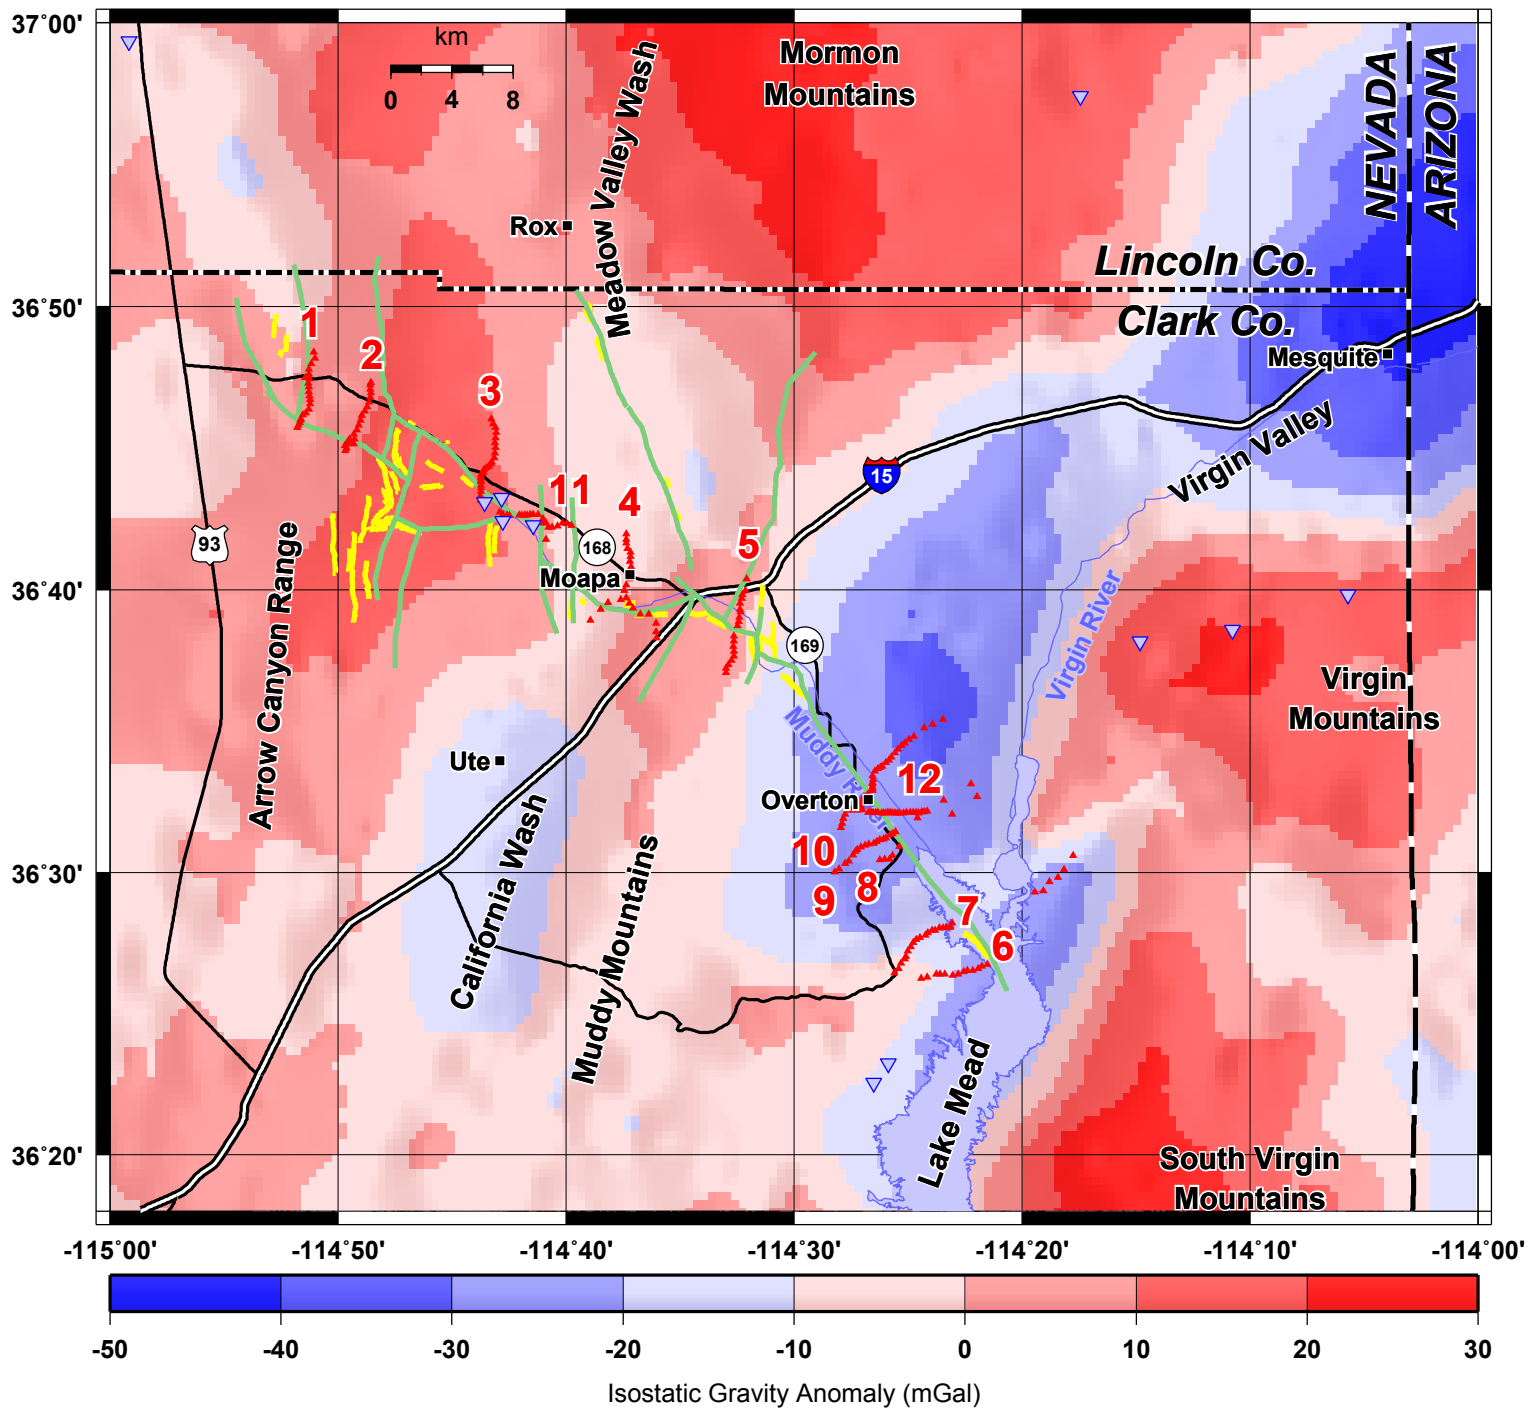 37°00'
km
0 4 8
Meadow Valley Wash
Mormon
Mountains
NEVADA
ARIZONA
Rox
Lincoln Co.
36°50'
Clark Co.
1
2
Mesquite
3
Virgin Valley
15
11
4
93
168
5
Moapa
36°40'
Arrow Canyon Range
169
Virgin River
Virgin
Mountains
Muddy River
Ute
12
Overton
California Wash
Muddy Mountains
10
36°30'
8
9
7
6
Lake Mead
36°20'
South Virgin
Mountains
-115°00' -114°50' -114°40' -114°30' -114°20' -114°10' -114°00'
-50 -40 -30 -20 -10 0 10 20 30
Isostatic Gravity Anomaly (mGal)